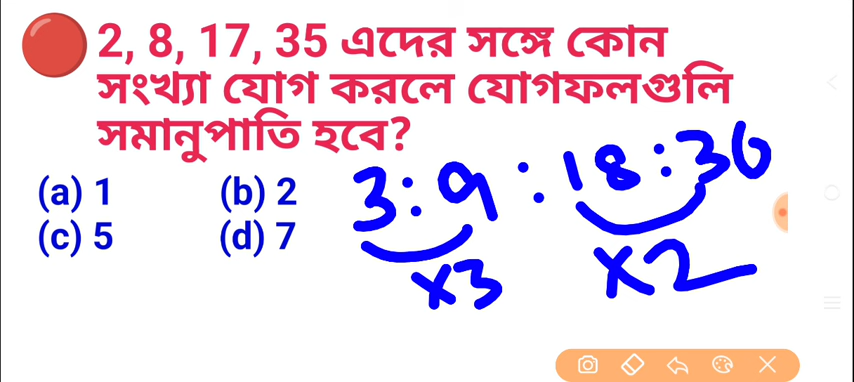 2, 8, 17, 35 এদের সঙ্গে কোন
সংখ্যা যোগ করলে যোগফলগুলি
সমানুপাতি হবে?
(a) 1 (b) 2
(c) 5 (d) 7
3:9:18:36
×3 ×2